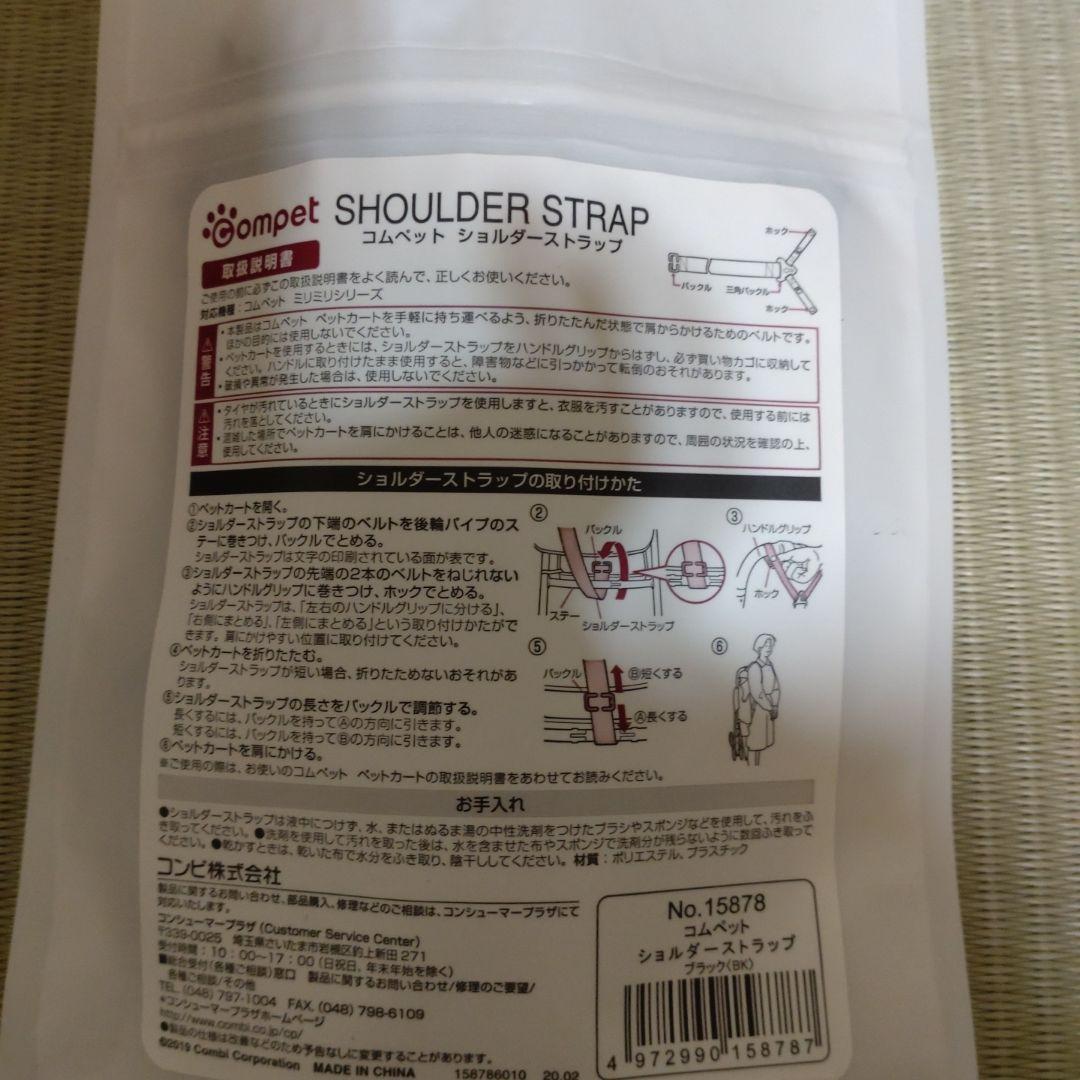 Compet SHOULDER STRAP
コムペット ショルダーストラップ
取扱説明書
ご使用の前に必ずこの取扱説明書をよく読んで、正しくお使いください。
対応機種:コムペット ミリミリシリーズ
ホック
バックル
三角バックル
ホック
警告
・本製品はコムペット ペットカートを手軽に持ち運べるよう、折りたたんだ状態で肩からかけるためのベルトです。
ほかの目的には使用しないでください。
・ペットカートを使用するときには、ショルダーストラップをハンドルグリップからはずし、必ず買い物カゴに収納して
ください。ハンドルに取り付けたまま使用すると、障害物などに引っかかって転倒のおそれがあります。
・破損や異常が発生した場合は、使用しないでください。
注意
・タイヤが汚れているときにショルダーストラップを使用しますと、衣服を汚すことがありますので、使用する前には
汚れを落としてください。
・混雑した場所でペットカートを肩にかけることは、他人の迷惑になることがありますので、周囲の状況を確認の上、
使用してください。
ショルダーストラップの取り付けかた
①ペットカートを開く。
②ショルダーストラップの下端のベルトを後輪パイプのス
テーに巻きつけ、バックルでとめる。
ショルダーストラップは文字の印刷されている面が表です。
③ショルダーストラップの先端の2本のベルトをねじれない
ようにハンドルグリップに巻きつけ、ホックでとめる。
ショルダーストラップは、「左右のハンドルグリップに分ける」、
「右側にまとめる」、「左側にまとめる」という取り付けかたがで
きます。肩にかけやすい位置に取り付けてください。
④ペットカートを折りたたむ。
ショルダーストラップが短い場合、折りたためないおそれがあ
ります。
⑤ショルダーストラップの長さをバックルで調節する。
長くするには、バックルを持ってⒶの方向に引きます。
短くするには、バックルを持ってⒷの方向に引きます。
⑥ペットカートを肩にかける。
※ご使用の際は、お使いのコムペット ペットカートの取扱説明書をあわせてお読みください。
②
バックル
ステー
ショルダーストラップ
③
ハンドルグリップ
ホック
⑤
バックル
Ⓑ短くする
Ⓐ長くする
⑥
お手入れ
●ショルダーストラップは液中につけず、水、またはぬるま湯の中性洗剤をつけたブラシやスポンジなどを使用して、汚れをふ
き取ってください。●洗剤を使用して汚れを取った後は、水を含ませた布やスポンジで洗剤分が残らないように数回ふき取って
ください。●乾かすときは、乾いた布で水分をふき取り、陰干ししてください。材質:ポリエステル、プラスチック
コンビ株式会社
製品に関するお問い合わせ、部品購入、修理などのご相談は、コンシューマープラザにて
対応いたします。
コンシューマープラザ (Customer Service Center)
〒339-0025 埼玉県さいたま市岩槻区釣上新田 271
受付時間:10:00~17:00(日祝日、年末年始を除く)
■総合受付(各種ご相談)窓口 製品に関するお問い合わせ/修理のご要望/
各種ご相談/その他
TEL. (048) 797-1004 FAX. (048) 798-6109
*コンシューマープラザホームページ
http://www.combi.co.jp/cp/
●製品の仕様は改善などのため予告なしに変更することがあります。
©2019 Combi Corporation MADE IN CHINA 158786010 20.02
No.15878
コムペット
ショルダーストラップ
ブラック(BK)
4 972990 158787